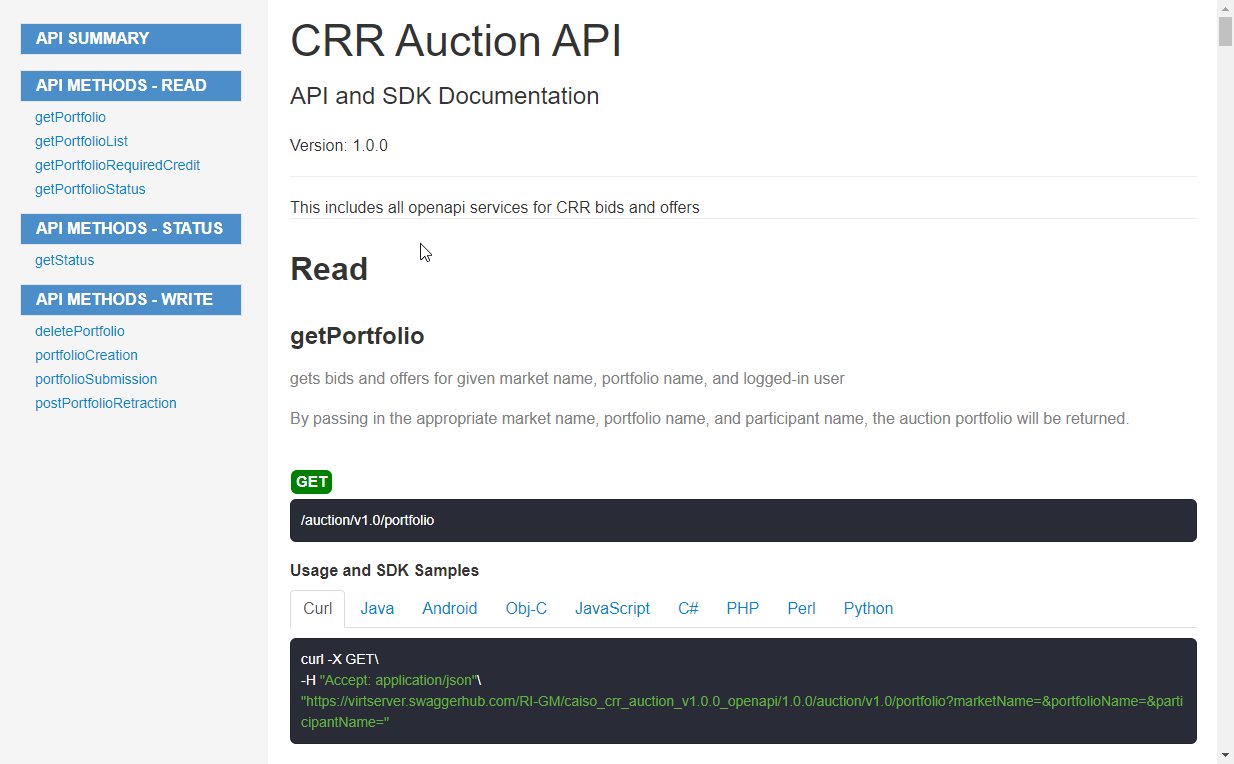 API SUMMARY
API METHODS - READ
getPortfolio
getPortfolioList
getPortfolioRequiredCredit
getPortfolioStatus
API METHODS - STATUS
getStatus
API METHODS - WRITE
deletePortfolio
portfolioCreation
portfolioSubmission
postPortfolioRetraction
CRR Auction API
API and SDK Documentation
Version: 1.0.0
This includes all openapi services for CRR bids and offers
Read
getPortfolio
gets bids and offers for given market name, portfolio name, and logged-in user
By passing in the appropriate market name, portfolio name, and participant name, the auction portfolio will be returned.
GET
/auction/v1.0/portfolio
Usage and SDK Samples
Curl Java Android Obj-C JavaScript C# PHP Perl Python
curl -X GET\
-H "Accept: application/json"\
"https://virtserver.swaggerhub.com/RI-GM/caiso_crr_auction_v1.0.0_openapi/1.0.0/auction/v1.0/portfolio?marketName=&portfolioName=&parti
cipantName="